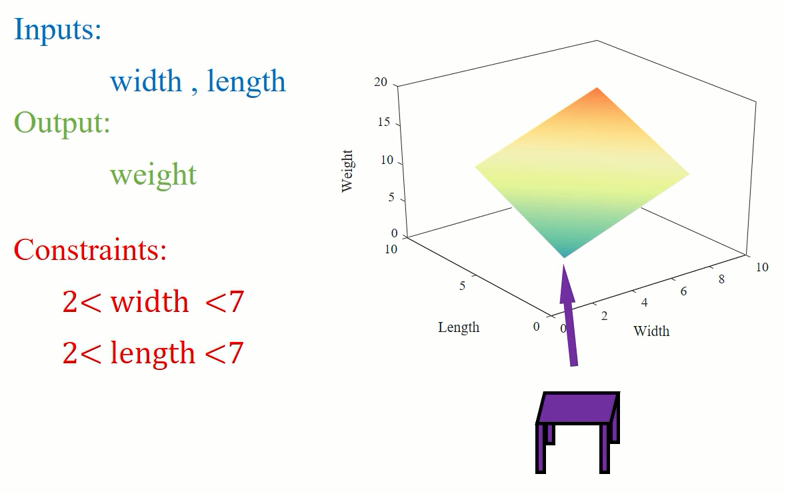 Inputs:
width , length
Output:
weight
Constraints:
2< width <7
2< length <7
20
15
10
5
0
Weight
10
5
0
Length
0
2
4
6
8
10
Width